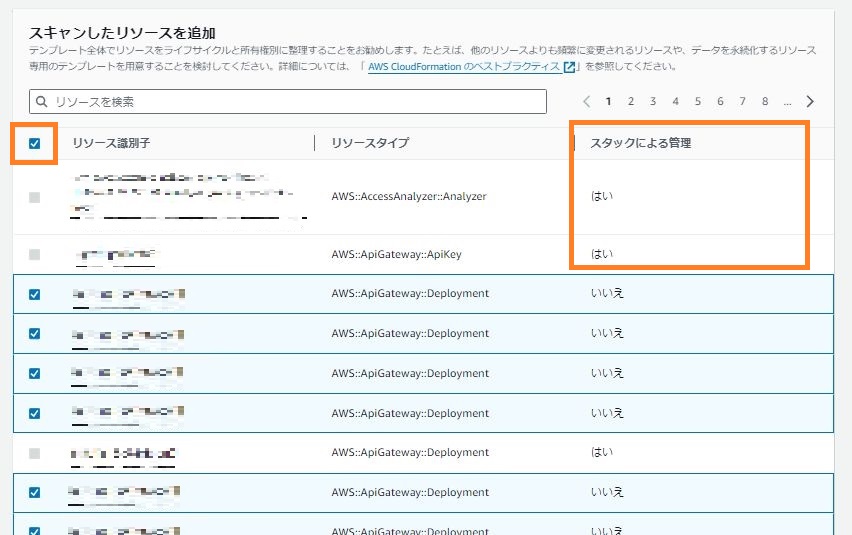 スキャンしたリソースを追加
テンプレート全体でリソースをライフサイクルと所有権別に整理することをお勧めします。たとえば、他のリソースよりも頻繁に変更されるリソースや、データを永続化するリソース
専用のテンプレートを用意することを検討してください。詳細については、「 AWS CloudFormation のベストプラクティス 」を参照してください。
リソースを検索
1 2 3 4 5 6 7 8 ...
リソース識別子 リソースタイプ スタックによる管理
AWS::AccessAnalyzer::Analyzer はい
AWS::ApiGateway::ApiKey はい
AWS::ApiGateway::Deployment いいえ
AWS::ApiGateway::Deployment いいえ
AWS::ApiGateway::Deployment いいえ
AWS::ApiGateway::Deployment いいえ
AWS::ApiGateway::Deployment はい
AWS::ApiGateway::Deployment いいえ
AWS::ApiGateway::Deployment いいえ